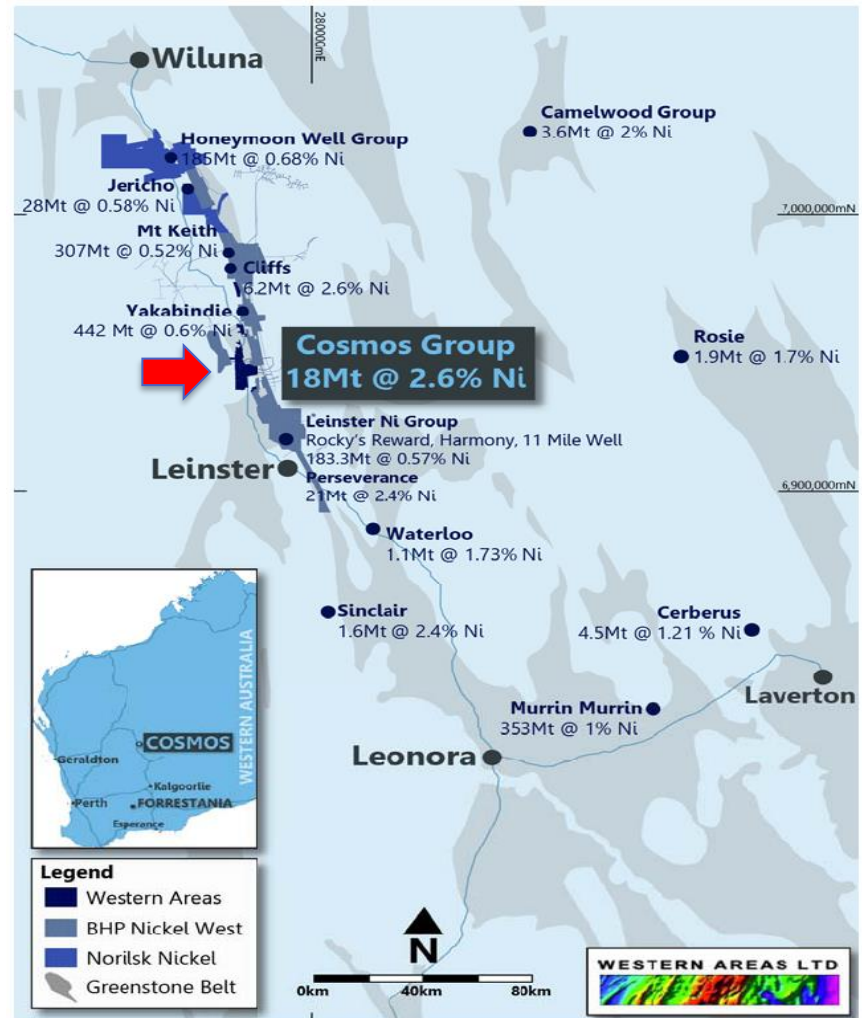 280000mE
Wiluna
Camelwood Group
3.6Mt @ 2% Ni
Honeymoon Well Group
185Mt @ 0.68% Ni
Jericho
28Mt @ 0.58% Ni
7,000,000mN
Mt Keith
307Mt @ 0.52% Ni
Cliffs
6.2Mt @ 2.6% Ni
Yakabindie
442 Mt @ 0.6% Ni
Cosmos Group
18Mt @ 2.6% Ni
Rosie
1.9Mt @ 1.7% Ni
Leinster Ni Group
Rocky's Reward, Harmony, 11 Mile Well
183.3Mt @ 0.57% Ni
Leinster
Perseverance
21Mt @ 2.4% Ni
6,900,000mN
Waterloo
1.1Mt @ 1.73% Ni
Sinclair
1.6Mt @ 2.4% Ni
Cerberus
4.5Mt @ 1.21 % Ni
Laverton
Murrin Murrin
353Mt @ 1% Ni
Leonora
WESTERN AUSTRALIA
COSMOS
Geraldton
Kalgoorlie
Perth
FORRESTANIA
Esperance
Legend
Western Areas
BHP Nickel West
Norilsk Nickel
Greenstone Belt
N
0km 40km 80km
WESTERN AREAS LTD